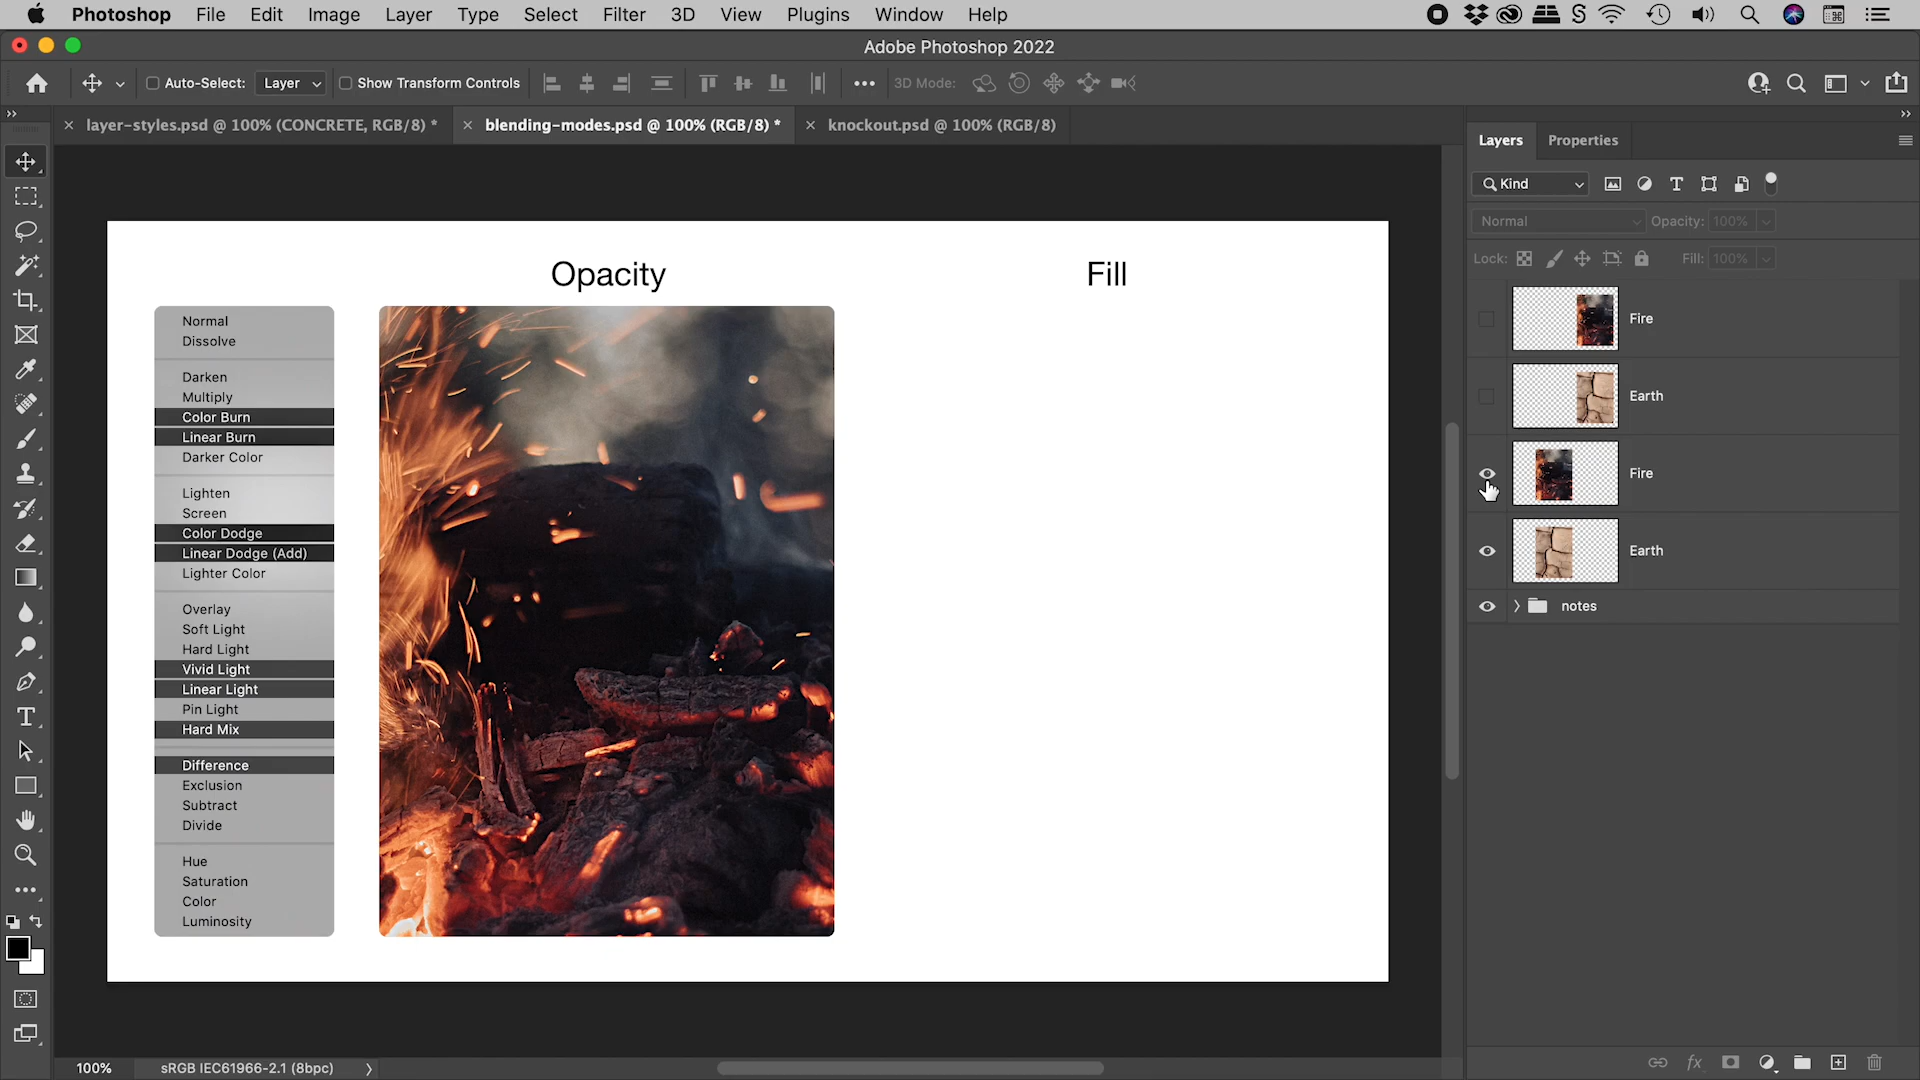 Photoshop File Edit Image Layer Type Select Filter 3D View Plugins Window Help
Adobe Photoshop 2022
Auto-Select: Layer Show Transform Controls 3D Mode:
layer-styles.psd @ 100% (CONCRETE, RGB/8) * blending-modes.psd @ 100% (RGB/8) * knockout.psd @ 100% (RGB/8)
Layers Properties
Kind
Normal Opacity: 100%
Lock: Fill: 100%
Fire
Earth
Fire
Earth
notes
Opacity Fill
Normal
Dissolve
Darken
Multiply
Color Burn
Linear Burn
Darker Color
Lighten
Screen
Color Dodge
Linear Dodge (Add)
Lighter Color
Overlay
Soft Light
Hard Light
Vivid Light
Linear Light
Pin Light
Hard Mix
Difference
Exclusion
Subtract
Divide
Hue
Saturation
Color
Luminosity
100% sRGB IEC61966-2.1 (8bpc)